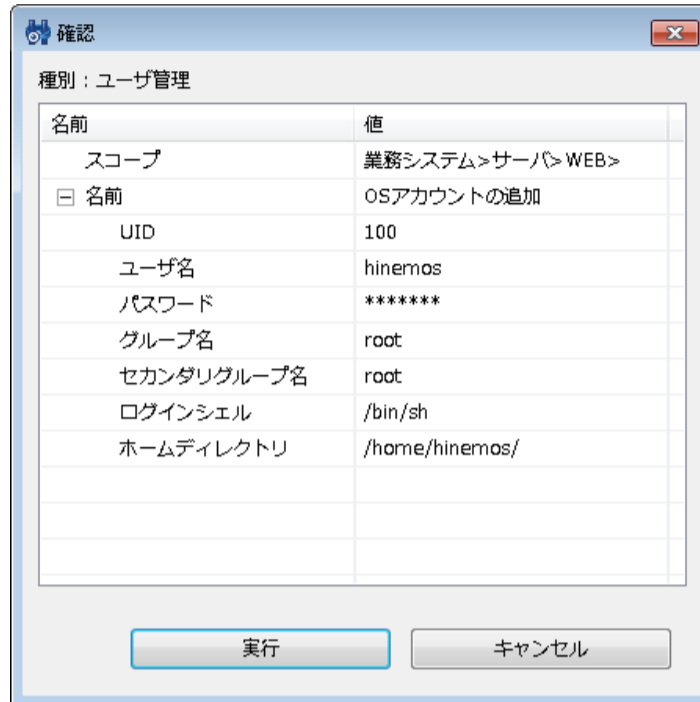 確認
種別：ユーザ管理
名前 値
スコープ 業務システム>サーバ>WEB>
名前 OSアカウントの追加
UID 100
ユーザ名 hinemos
パスワード *******
グループ名 root
セカンダリグループ名 root
ログインシェル /bin/sh
ホームディレクトリ /home/hinemos/
実行 キャンセル